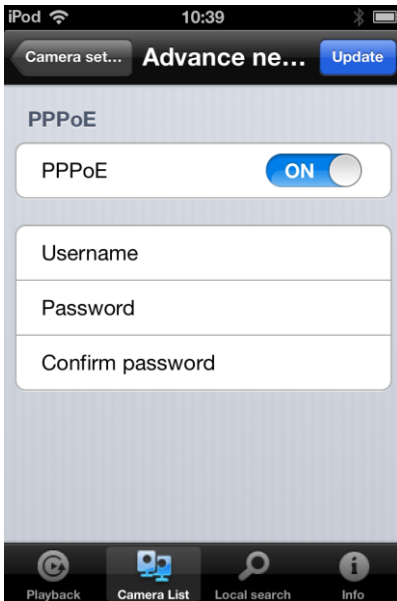 iPod 10:39
Camera set... Advance ne... Update
PPPoE
PPPoE ON
Username
Password
Confirm password
Playback Camera List Local search Info